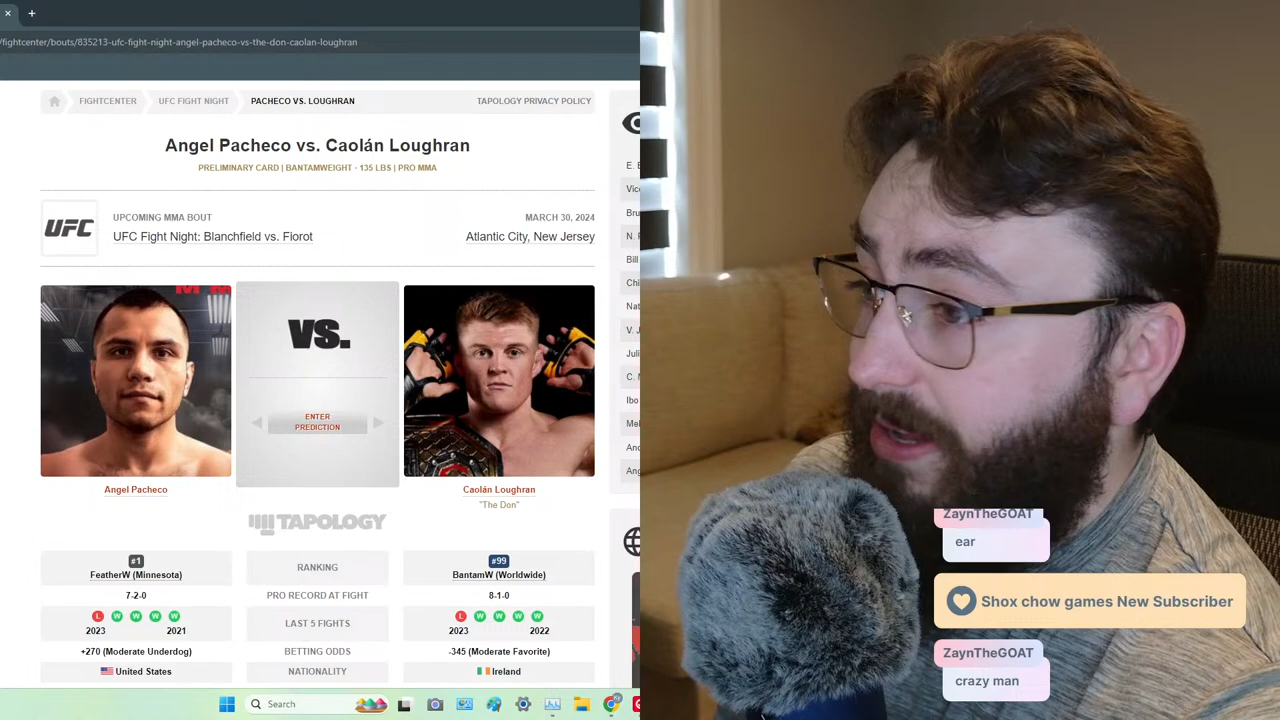 /fightcenter/bouts/835213-ufc-fight-night-angel-pacheco-vs-the-don-caolan-loughran
FIGHTCENTER
UFC FIGHT NIGHT
PACHECO VS. LOUGHRAN
TAPOLOGY PRIVACY POLICY
Angel Pacheco vs. Caolán Loughran
PRELIMINARY CARD | BANTAMWEIGHT - 135 LBS | PRO MMA
UFC
UPCOMING MMA BOUT
MARCH 30, 2024
UFC Fight Night: Blanchfield vs. Fiorot
Atlantic City, New Jersey
VS.
ENTER
PREDICTION
Angel Pacheco
Caolán Loughran
"The Don"
TAPOLOGY
#1
FeatherW (Minnesota)
RANKING
#99
BantamW (Worldwide)
7-2-0
PRO RECORD AT FIGHT
8-1-0
L W W W W
2023 2021
LAST 5 FIGHTS
L W W W W
2023 2022
+270 (Moderate Underdog)
BETTING ODDS
-345 (Moderate Favorite)
United States
NATIONALITY
Ireland
Search
ZaynTheGOAT
ear
Shox chow games New Subscriber
ZaynTheGOAT
crazy man